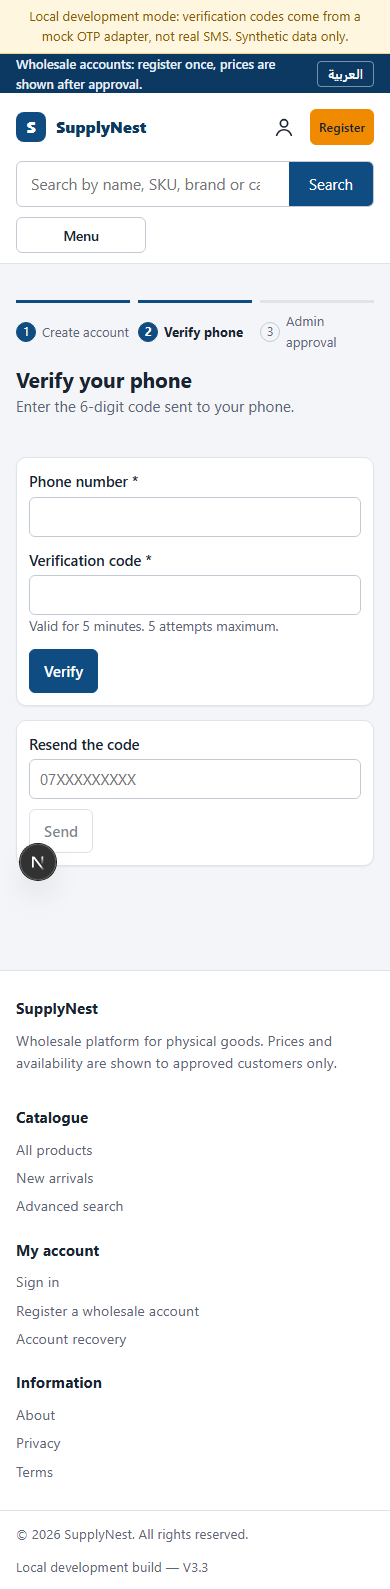 Local development mode: verification codes come from a
mock OTP adapter, not real SMS. Synthetic data only.
Wholesale accounts: register once, prices are
shown after approval.
العربية
S SupplyNest
Register
Search by name, SKU, brand or ca
Search
Menu
1 Create account
2 Verify phone
3 Admin
approval
Verify your phone
Enter the 6-digit code sent to your phone.
Phone number *
Verification code *
Valid for 5 minutes. 5 attempts maximum.
Verify
Resend the code
07XXXXXXXXX
Send
N
SupplyNest
Wholesale platform for physical goods. Prices and
availability are shown to approved customers only.
Catalogue
All products
New arrivals
Advanced search
My account
Sign in
Register a wholesale account
Account recovery
Information
About
Privacy
Terms
© 2026 SupplyNest. All rights reserved.
Local development build — V3.3